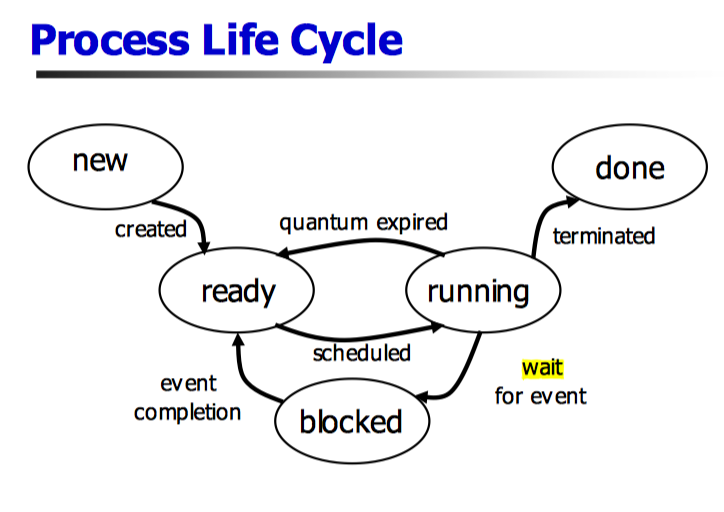 Process Life Cycle
new
done
created
quantum expired
terminated
ready
running
scheduled
wait
for event
event
completion
blocked